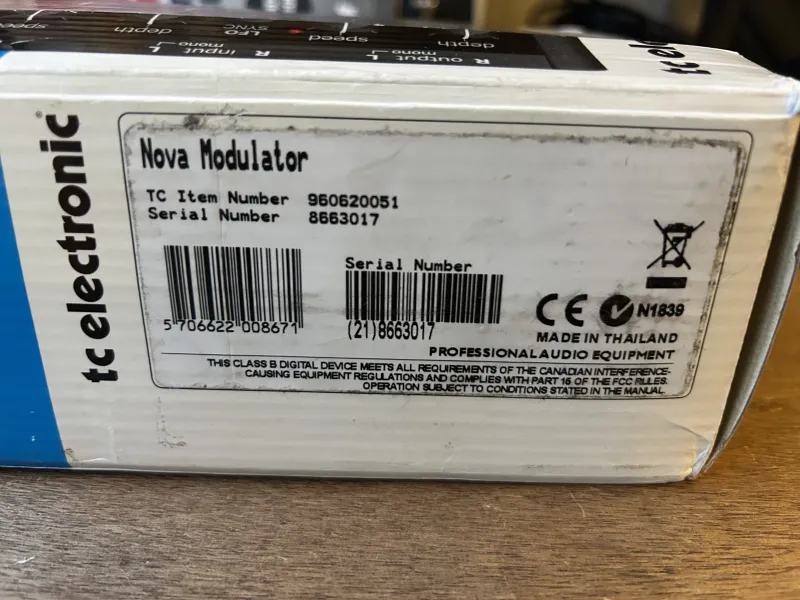 depth
speed
LFO
SYNC
depth
speed
R input L
mono
R output L
mono
tc electronic
Nova Modulator
TC Item Number 960620051
Serial Number 8663017
Serial Number
5 706622 008671
(21)8663017
CE
N1839
MADE IN THAILAND
PROFESSIONAL AUDIO EQUIPMENT
THIS CLASS B DIGITAL DEVICE MEETS ALL REQUIREMENTS OF THE CANADIAN INTERFERENCE-
CAUSING EQUIPMENT REGULATIONS AND COMPLIES WITH PART 15 OF THE FCC RULES.
OPERATION SUBJECT TO CONDITIONS STATED IN THE MANUAL.